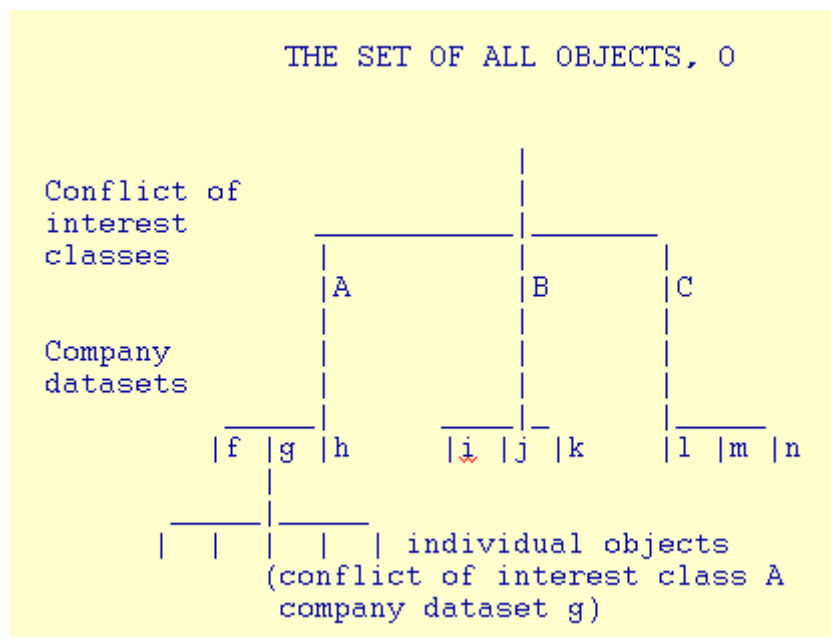 THE SET OF ALL OBJECTS, O
Conflict of
interest
classes
A B C
Company
datasets
f g h i j k l m n
individual objects
(conflict of interest class A
company dataset g)